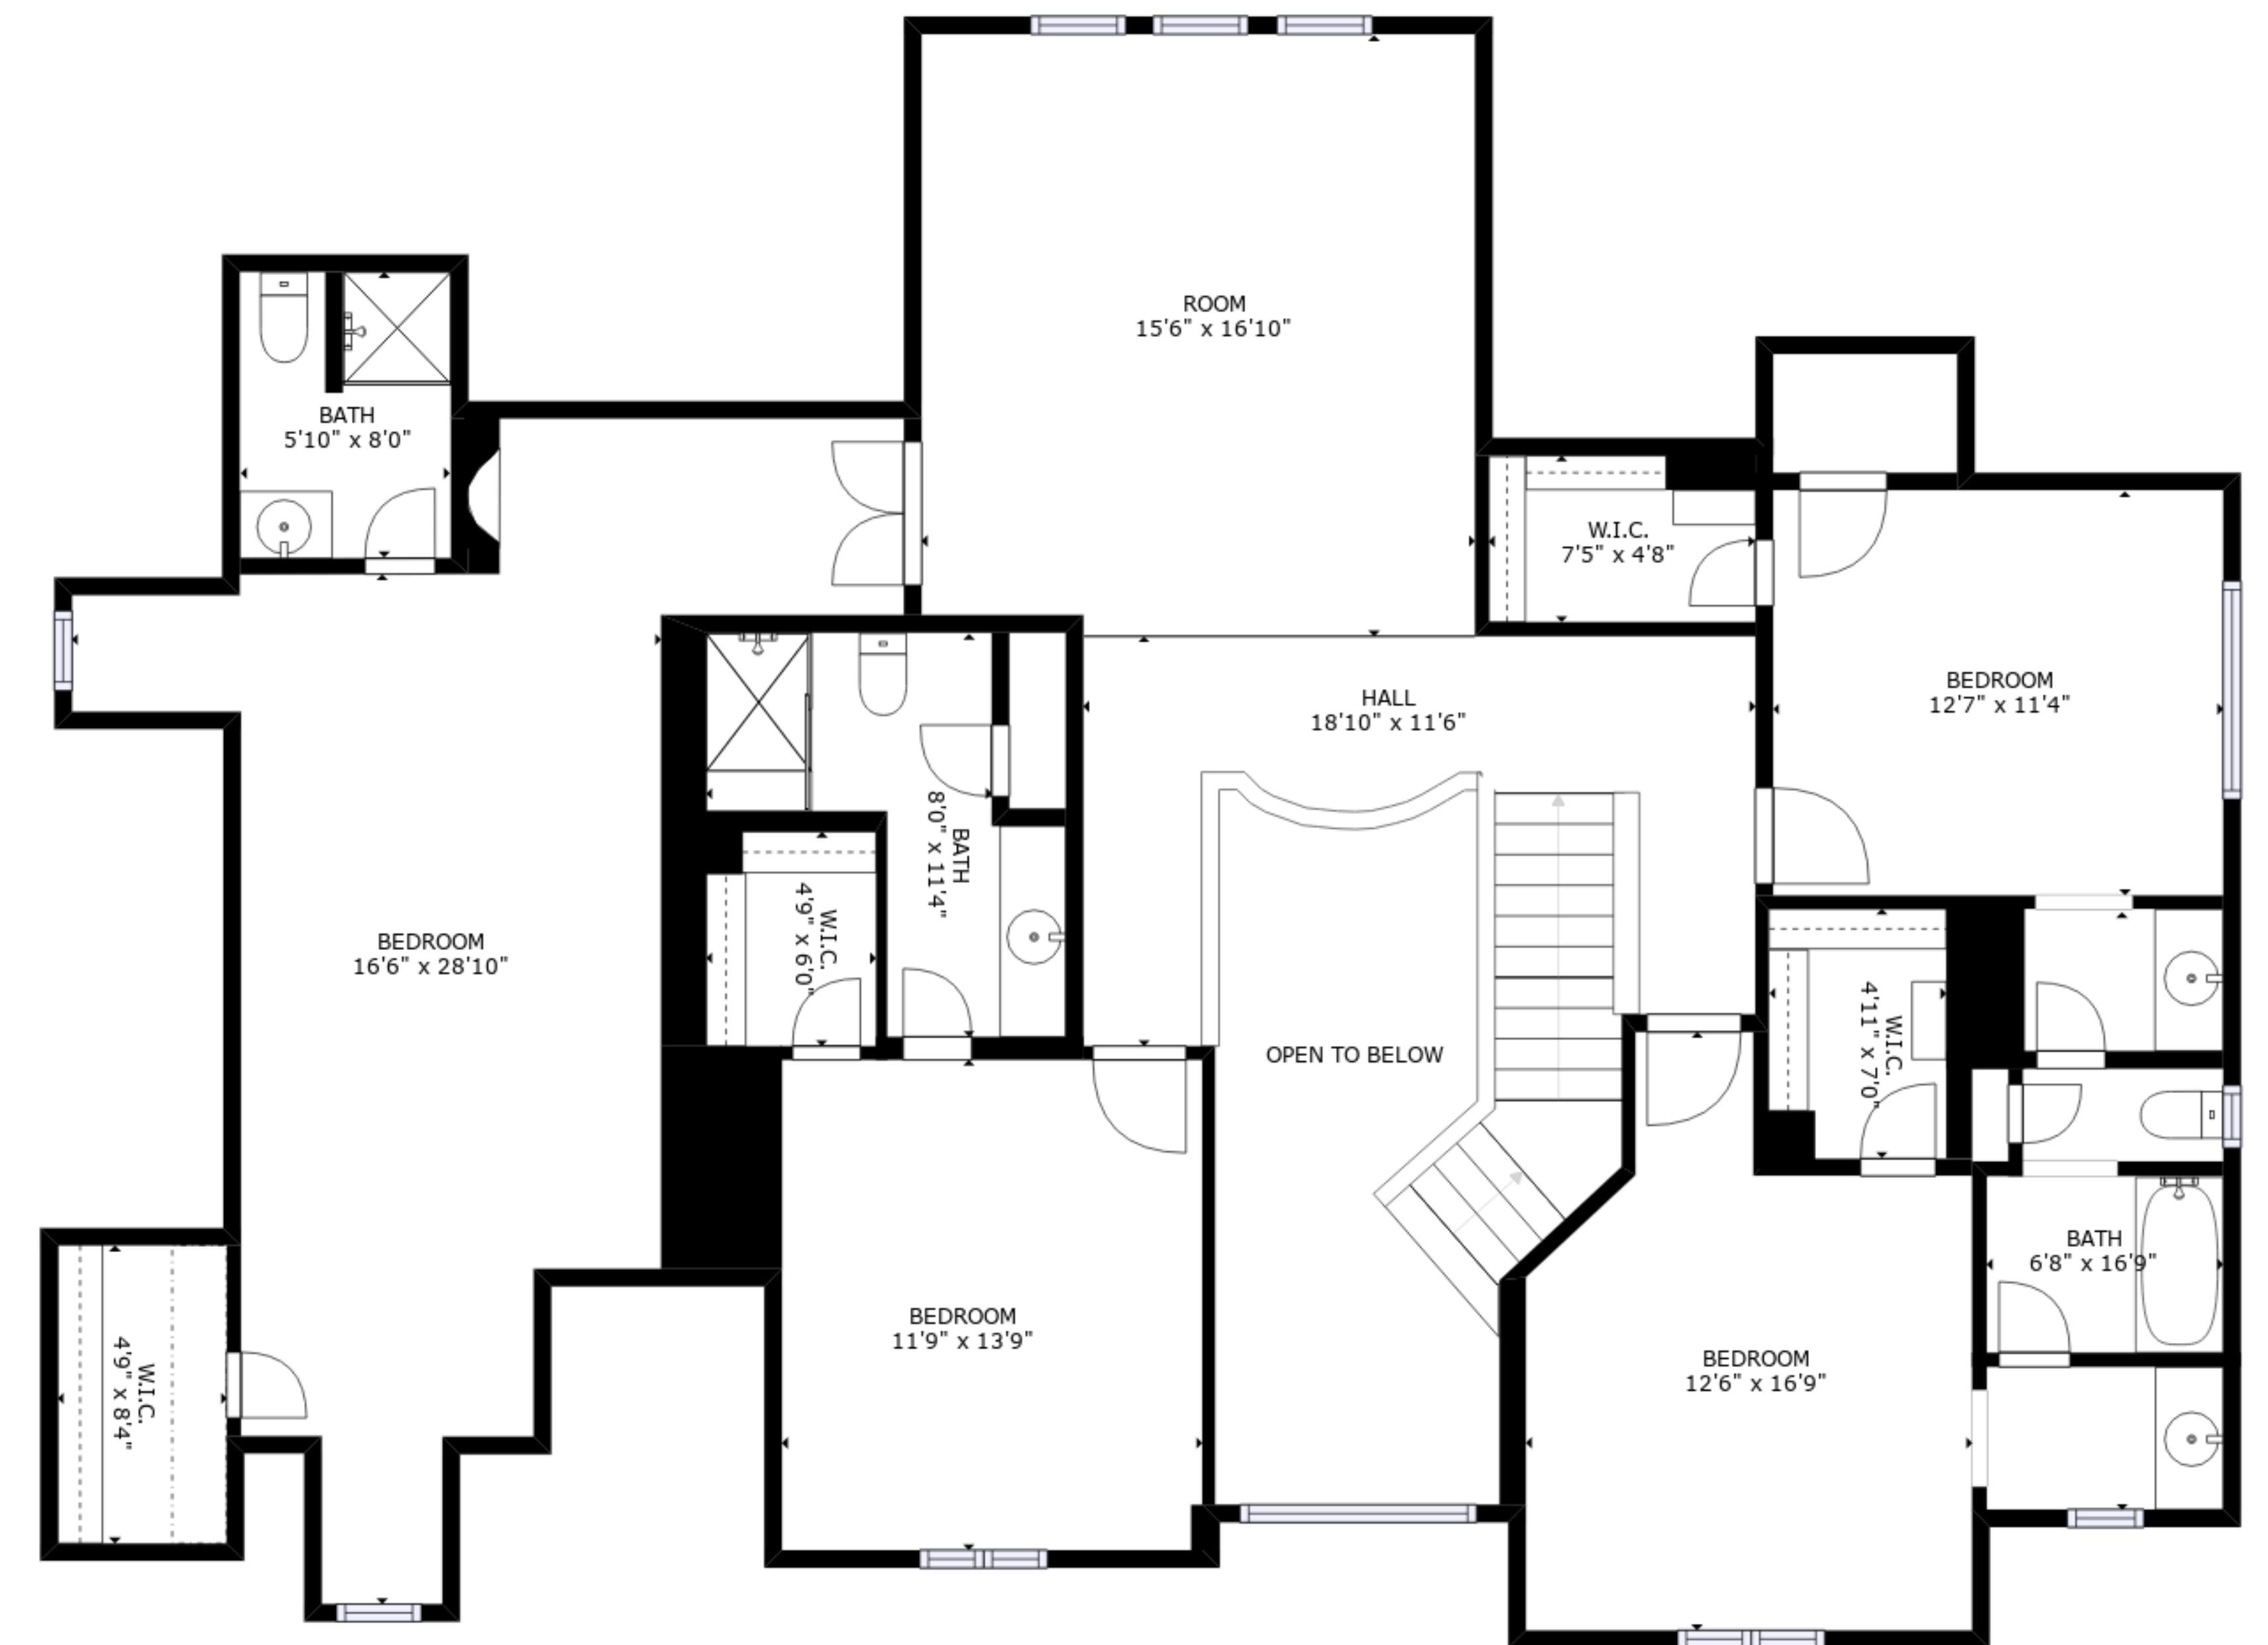 ROOM
15'6" x 16'10"
BATH
5'10" x 8'0"
W.I.C.
7'5" x 4'8"
BEDROOM
12'7" x 11'4"
HALL
18'10" x 11'6"
BATH
8'0" x 11'4"
W.I.C.
4'9" x 6'0"
BEDROOM
16'6" x 28'10"
OPEN TO BELOW
W.I.C.
4'11" x 7'0"
BATH
6'8" x 16'9"
BEDROOM
11'9" x 13'9"
BEDROOM
12'6" x 16'9"
W.I.C.
4'9" x 8'4"